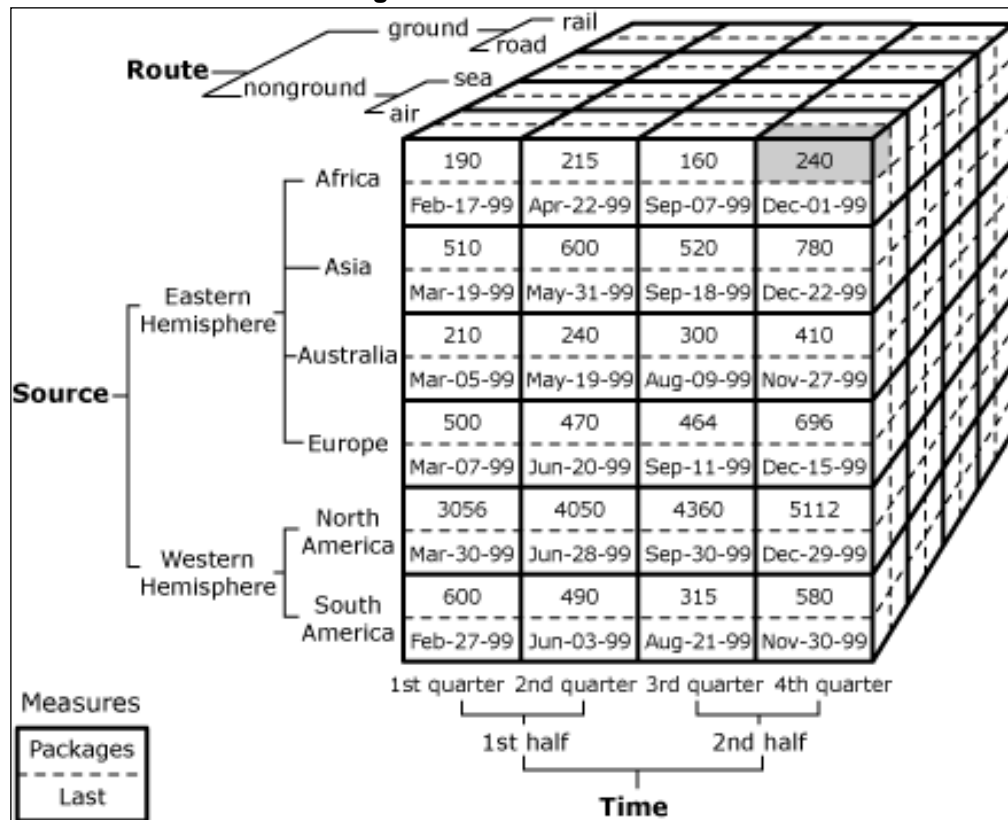 ground
rail
road
Route
nonground
sea
air
Africa
190 215 160 240
Feb-17-99 Apr-22-99 Sep-07-99 Dec-01-99
Asia
510 600 520 780
Mar-19-99 May-31-99 Sep-18-99 Dec-22-99
Eastern
Hemisphere
Australia
210 240 300 410
Mar-05-99 May-19-99 Aug-09-99 Nov-27-99
Source
Europe
500 470 464 696
Mar-07-99 Jun-20-99 Sep-11-99 Dec-15-99
North
America
3056 4050 4360 5112
Mar-30-99 Jun-28-99 Sep-30-99 Dec-29-99
Western
Hemisphere
South
America
600 490 315 580
Feb-27-99 Jun-03-99 Aug-21-99 Nov-30-99
1st quarter 2nd quarter 3rd quarter 4th quarter
1st half 2nd half
Time
Measures
Packages
Last